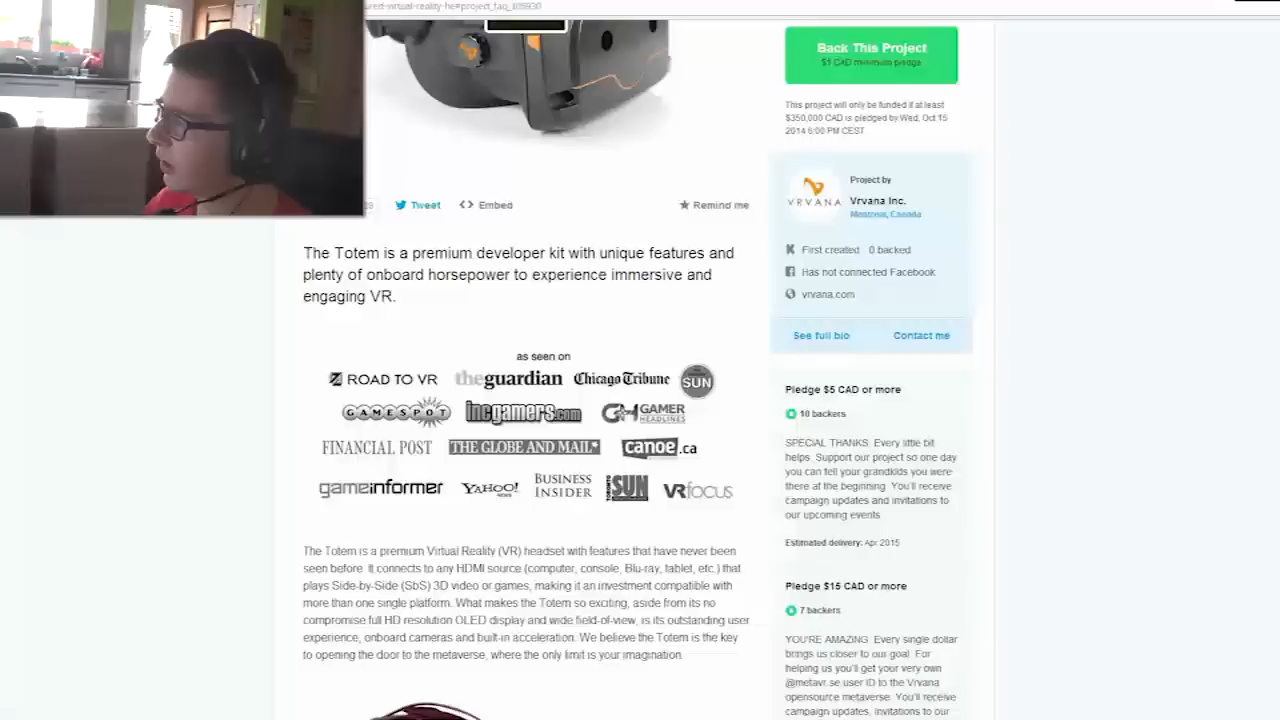 ured-virtual-reality-he#project_faq_109930
Back This Project
$1 CAD minimum pledge
This project will only be funded if at least
$350,000 CAD is pledged by Wed, Oct 15
2014 6:00 PM CEST
Project by
VRVANA
Vrvana Inc.
Montreal, Canada
Tweet
Embed
Remind me
First created 0 backed
Has not connected Facebook
vrvana.com
See full bio
Contact me
The Totem is a premium developer kit with unique features and
plenty of onboard horsepower to experience immersive and
engaging VR.
as seen on
ROAD TO VR
theguardian
Chicago Tribune
SUN
GAMESPOT
incgamers.com
GH GAMER
HEADLINES
FINANCIAL POST
THE GLOBE AND MAIL*
canoe.ca
gameinformer
YAHOO!
NEWS
BUSINESS
INSIDER
TORONTO SUN
VRFOCUS
The Totem is a premium Virtual Reality (VR) headset with features that have never been
seen before. It connects to any HDMI source (computer, console, Blu-ray, tablet, etc.) that
plays Side-by-Side (SbS) 3D video or games, making it an investment compatible with
more than one single platform. What makes the Totem so exciting, aside from its no
compromise full HD resolution OLED display and wide field-of-view, is its outstanding user
experience, onboard cameras and built-in acceleration. We believe the Totem is the key
to opening the door to the metaverse, where the only limit is your imagination.
Pledge $5 CAD or more
18 backers
SPECIAL THANKS: Every little bit
helps. Support our project so one day
you can tell your grandkids you were
there at the beginning. You'll receive
campaign updates and invitations to
our upcoming events.
Estimated delivery: Apr 2015
Pledge $15 CAD or more
7 backers
YOU'RE AMAZING: Every single dollar
brings us closer to our goal. For
helping us you'll get your very own
@metavr.se user ID to the Vrvana
opensource metaverse. You'll receive
campaign updates, invitations to our